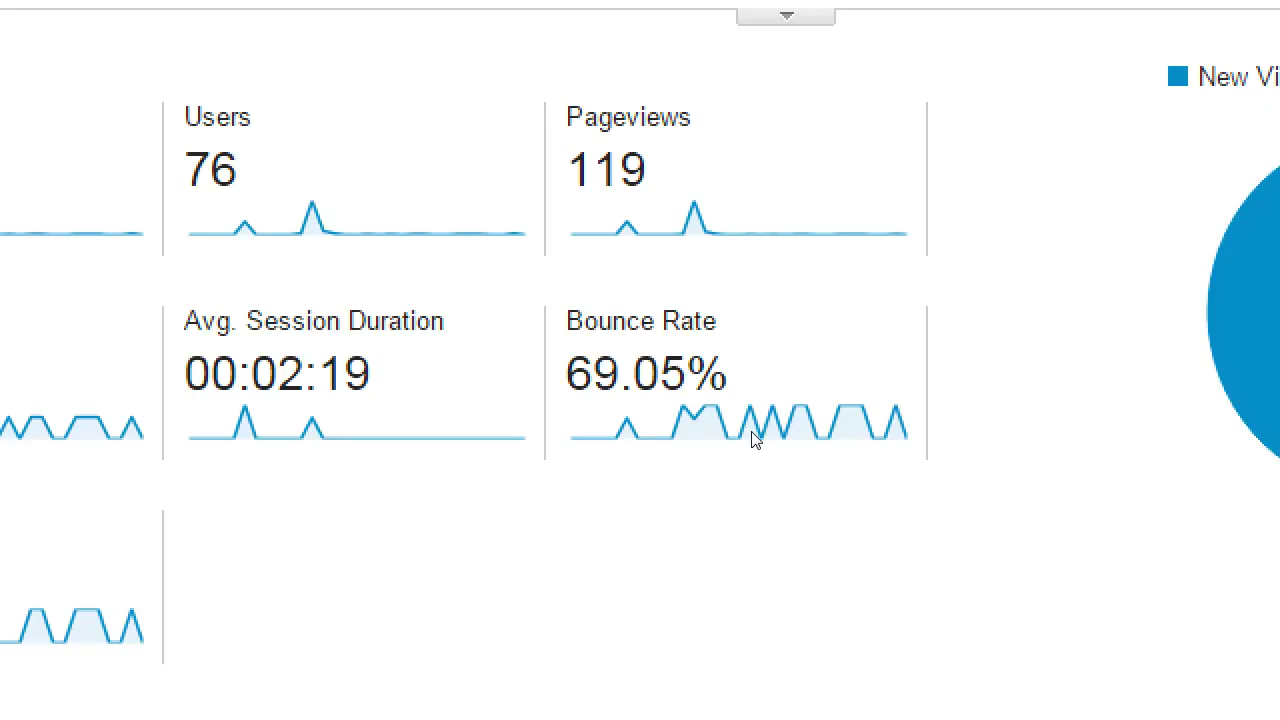 New Vi
Users
Pageviews
76
119
Avg. Session Duration
Bounce Rate
00:02:19
69.05%